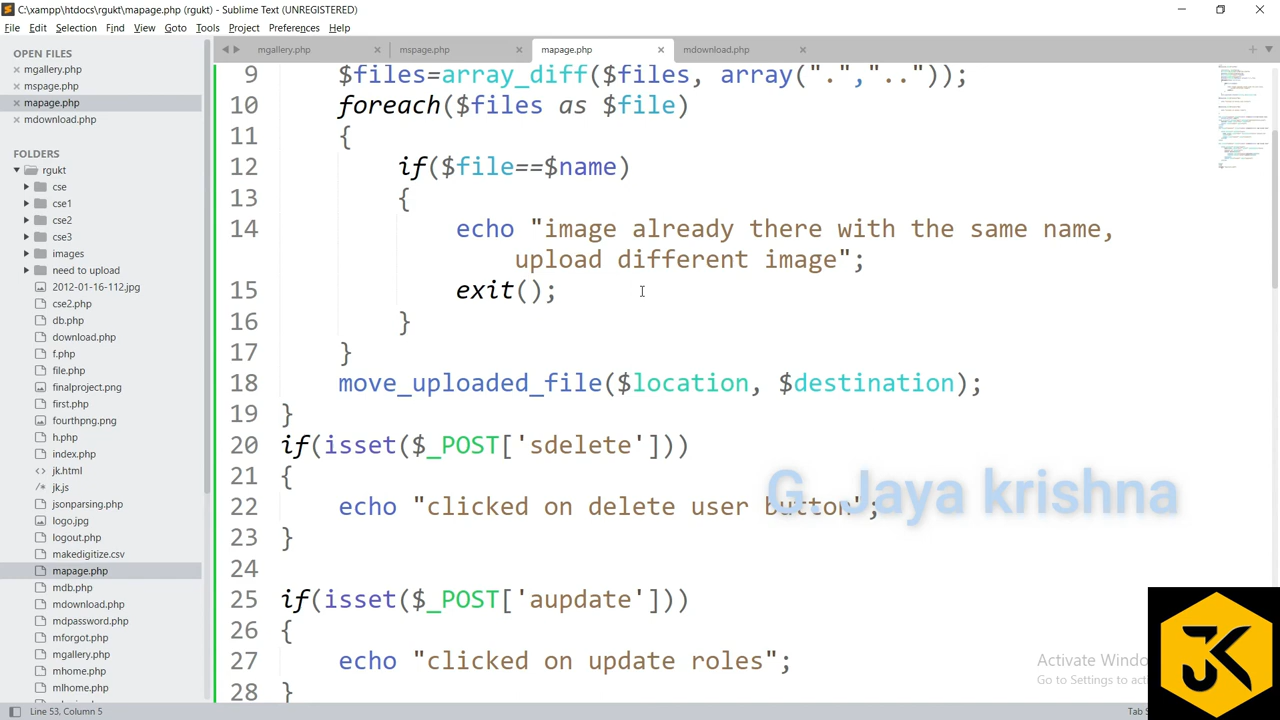 C:\xampp\htdocs\rgukt\mapage.php (rgukt) - Sublime Text (UNREGISTERED)
File Edit Selection Find View Goto Tools Project Preferences Help
OPEN FILES
mgallery.php
mspage.php
mapage.php
mdownload.php
FOLDERS
rgukt
cse
cse1
cse2
cse3
images
need to upload
2012-01-16-112.jpg
cse2.php
db.php
download.php
f.php
file.php
finalproject.png
first.php
fourthpng.png
h.php
index.php
jk.html
jk.js
jsonparsing.php
logo.jpg
logout.php
makedigitize.csv
mapage.php
mb.php
mdownload.php
mdpassword.php
mforgot.php
mgallery.php
mhome.php
mlhome.php
mgallery.php mspage.php mapage.php mdownload.php
9 $files=array_diff($files, array(".",".."));
10 foreach($files as $file)
11 {
12 if($file==$name)
13 {
14 echo "image already there with the same name,
upload different image";
15 exit();
16 }
17 }
18 move_uploaded_file($location, $destination);
19 }
20 if(isset($_POST['sdelete']))
21 {
22 echo "clicked on delete user button";
23 }
24
25 if(isset($_POST['aupdate']))
26 {
27 echo "clicked on update roles";
28 }
G. Jaya krishna
Activate Windo
Go to Settings to act
JK
Line 53, Column 5
Tab S